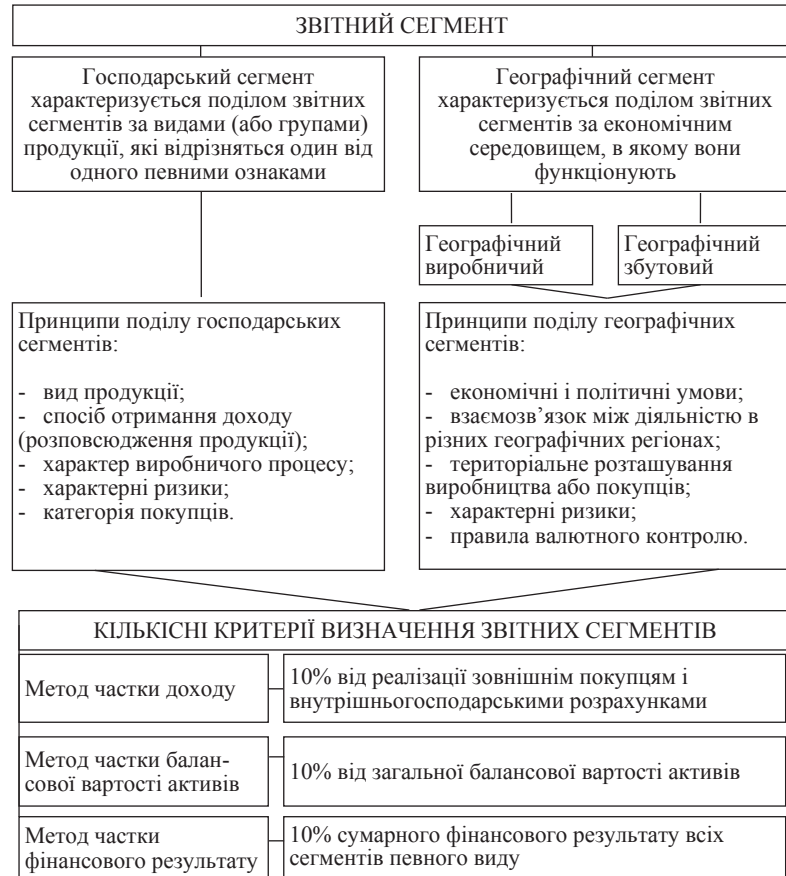 ЗВІТНИЙ СЕГМЕНТ
Господарський сегмент
характеризується поділом звітних
сегментів за видами (або групами)
продукції, які відрізняться один від
одного певними ознаками
Географічний сегмент
характеризується поділом звітних
сегментів за економічним
середовищем, в якому вони
функціонують
Географічний
виробничий
Географічний
збутовий
Принципи поділу господарських
сегментів:
- вид продукції;
- спосіб отримання доходу
(розповсюдження продукції);
- характер виробничого процесу;
- характерні ризики;
- категорія покупців.
Принципи поділу географічних
сегментів:
- економічні і політичні умови;
- взаємозв’язок між діяльністю в
різних географічних регіонах;
- територіальне розташування
виробництва або покупців;
- характерні ризики;
- правила валютного контролю.
КІЛЬКІСНІ КРИТЕРІЇ ВИЗНАЧЕННЯ ЗВІТНИХ СЕГМЕНТІВ
Метод частки доходу
10% від реалізації зовнішнім покупцям і
внутрішньогосподарськими розрахунками
Метод частки балан-
сової вартості активів
10% від загальної балансової вартості активів
Метод частки
фінансового результату
10% сумарного фінансового результату всіх
сегментів певного виду